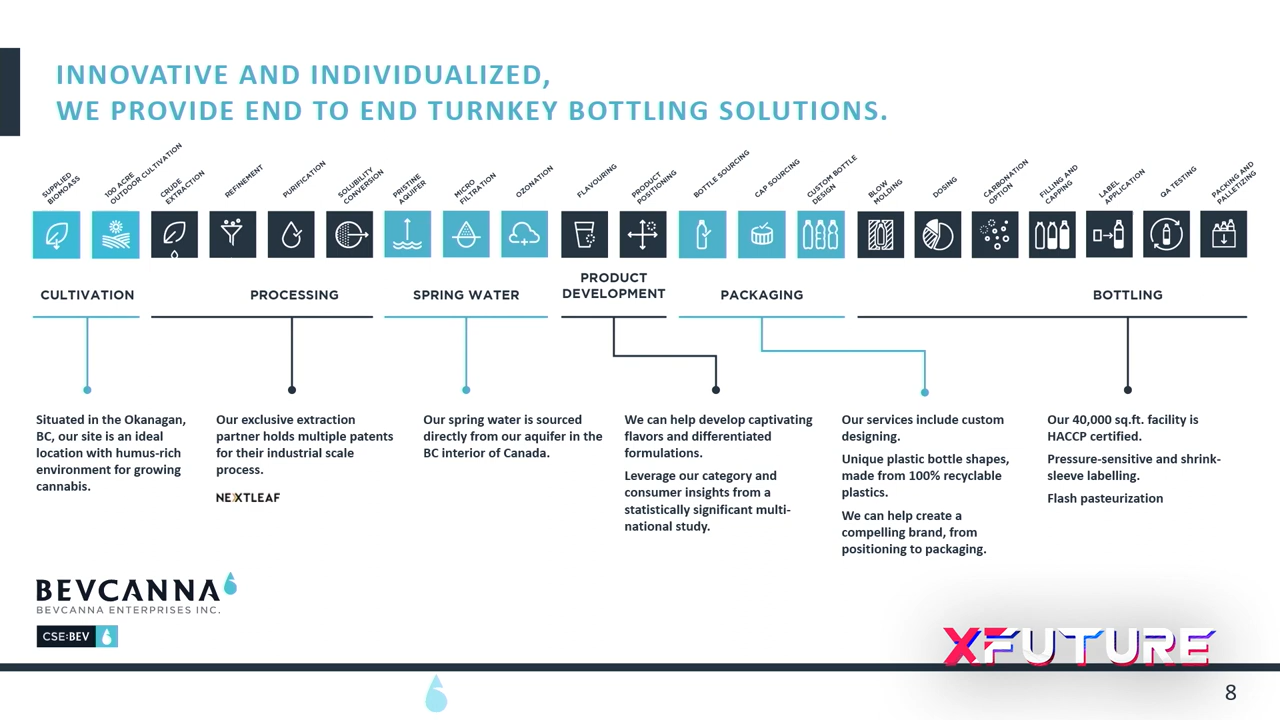 INNOVATIVE AND INDIVIDUALIZED,
WE PROVIDE END TO END TURNKEY BOTTLING SOLUTIONS.
SUPPLIED
BIOMOASS
100 ACRE
OUTDOOR CULTIVATION
CRUDE
EXTRACTION
REFINEMENT
PURIFICATION
SOLUBILITY
CONVERSION
PRISTINE
AQUIFER
MICRO
FILTRATION
OZONATION
FLAVOURING
PRODUCT
POSITIONING
BOTTLE SOURCING
CAP SOURCING
CUSTOM BOTTLE
DESIGN
BLOW
MOLDING
DOSING
CARBONATION
OPTION
FILLING AND
CAPPING
LABEL
APPLICATION
QA TESTING
PACKING AND
PALLETIZING
CULTIVATION
PROCESSING
SPRING WATER
PRODUCT
DEVELOPMENT
PACKAGING
BOTTLING
Situated in the Okanagan,
BC, our site is an ideal
location with humus-rich
environment for growing
cannabis.
Our exclusive extraction
partner holds multiple patents
for their industrial scale
process.
NEXTLEAF
Our spring water is sourced
directly from our aquifer in the
BC interior of Canada.
We can help develop captivating
flavors and differentiated
formulations.
Leverage our category and
consumer insights from a
statistically significant multi-
national study.
Our services include custom
designing.
Unique plastic bottle shapes,
made from 100% recyclable
plastics.
We can help create a
compelling brand, from
positioning to packaging.
Our 40,000 sq.ft. facility is
HACCP certified.
Pressure-sensitive and shrink-
sleeve labelling.
Flash pasteurization
BEVCANNA
BEVCANNA ENTERPRISES INC.
CSE:BEV
XFUTURE
8